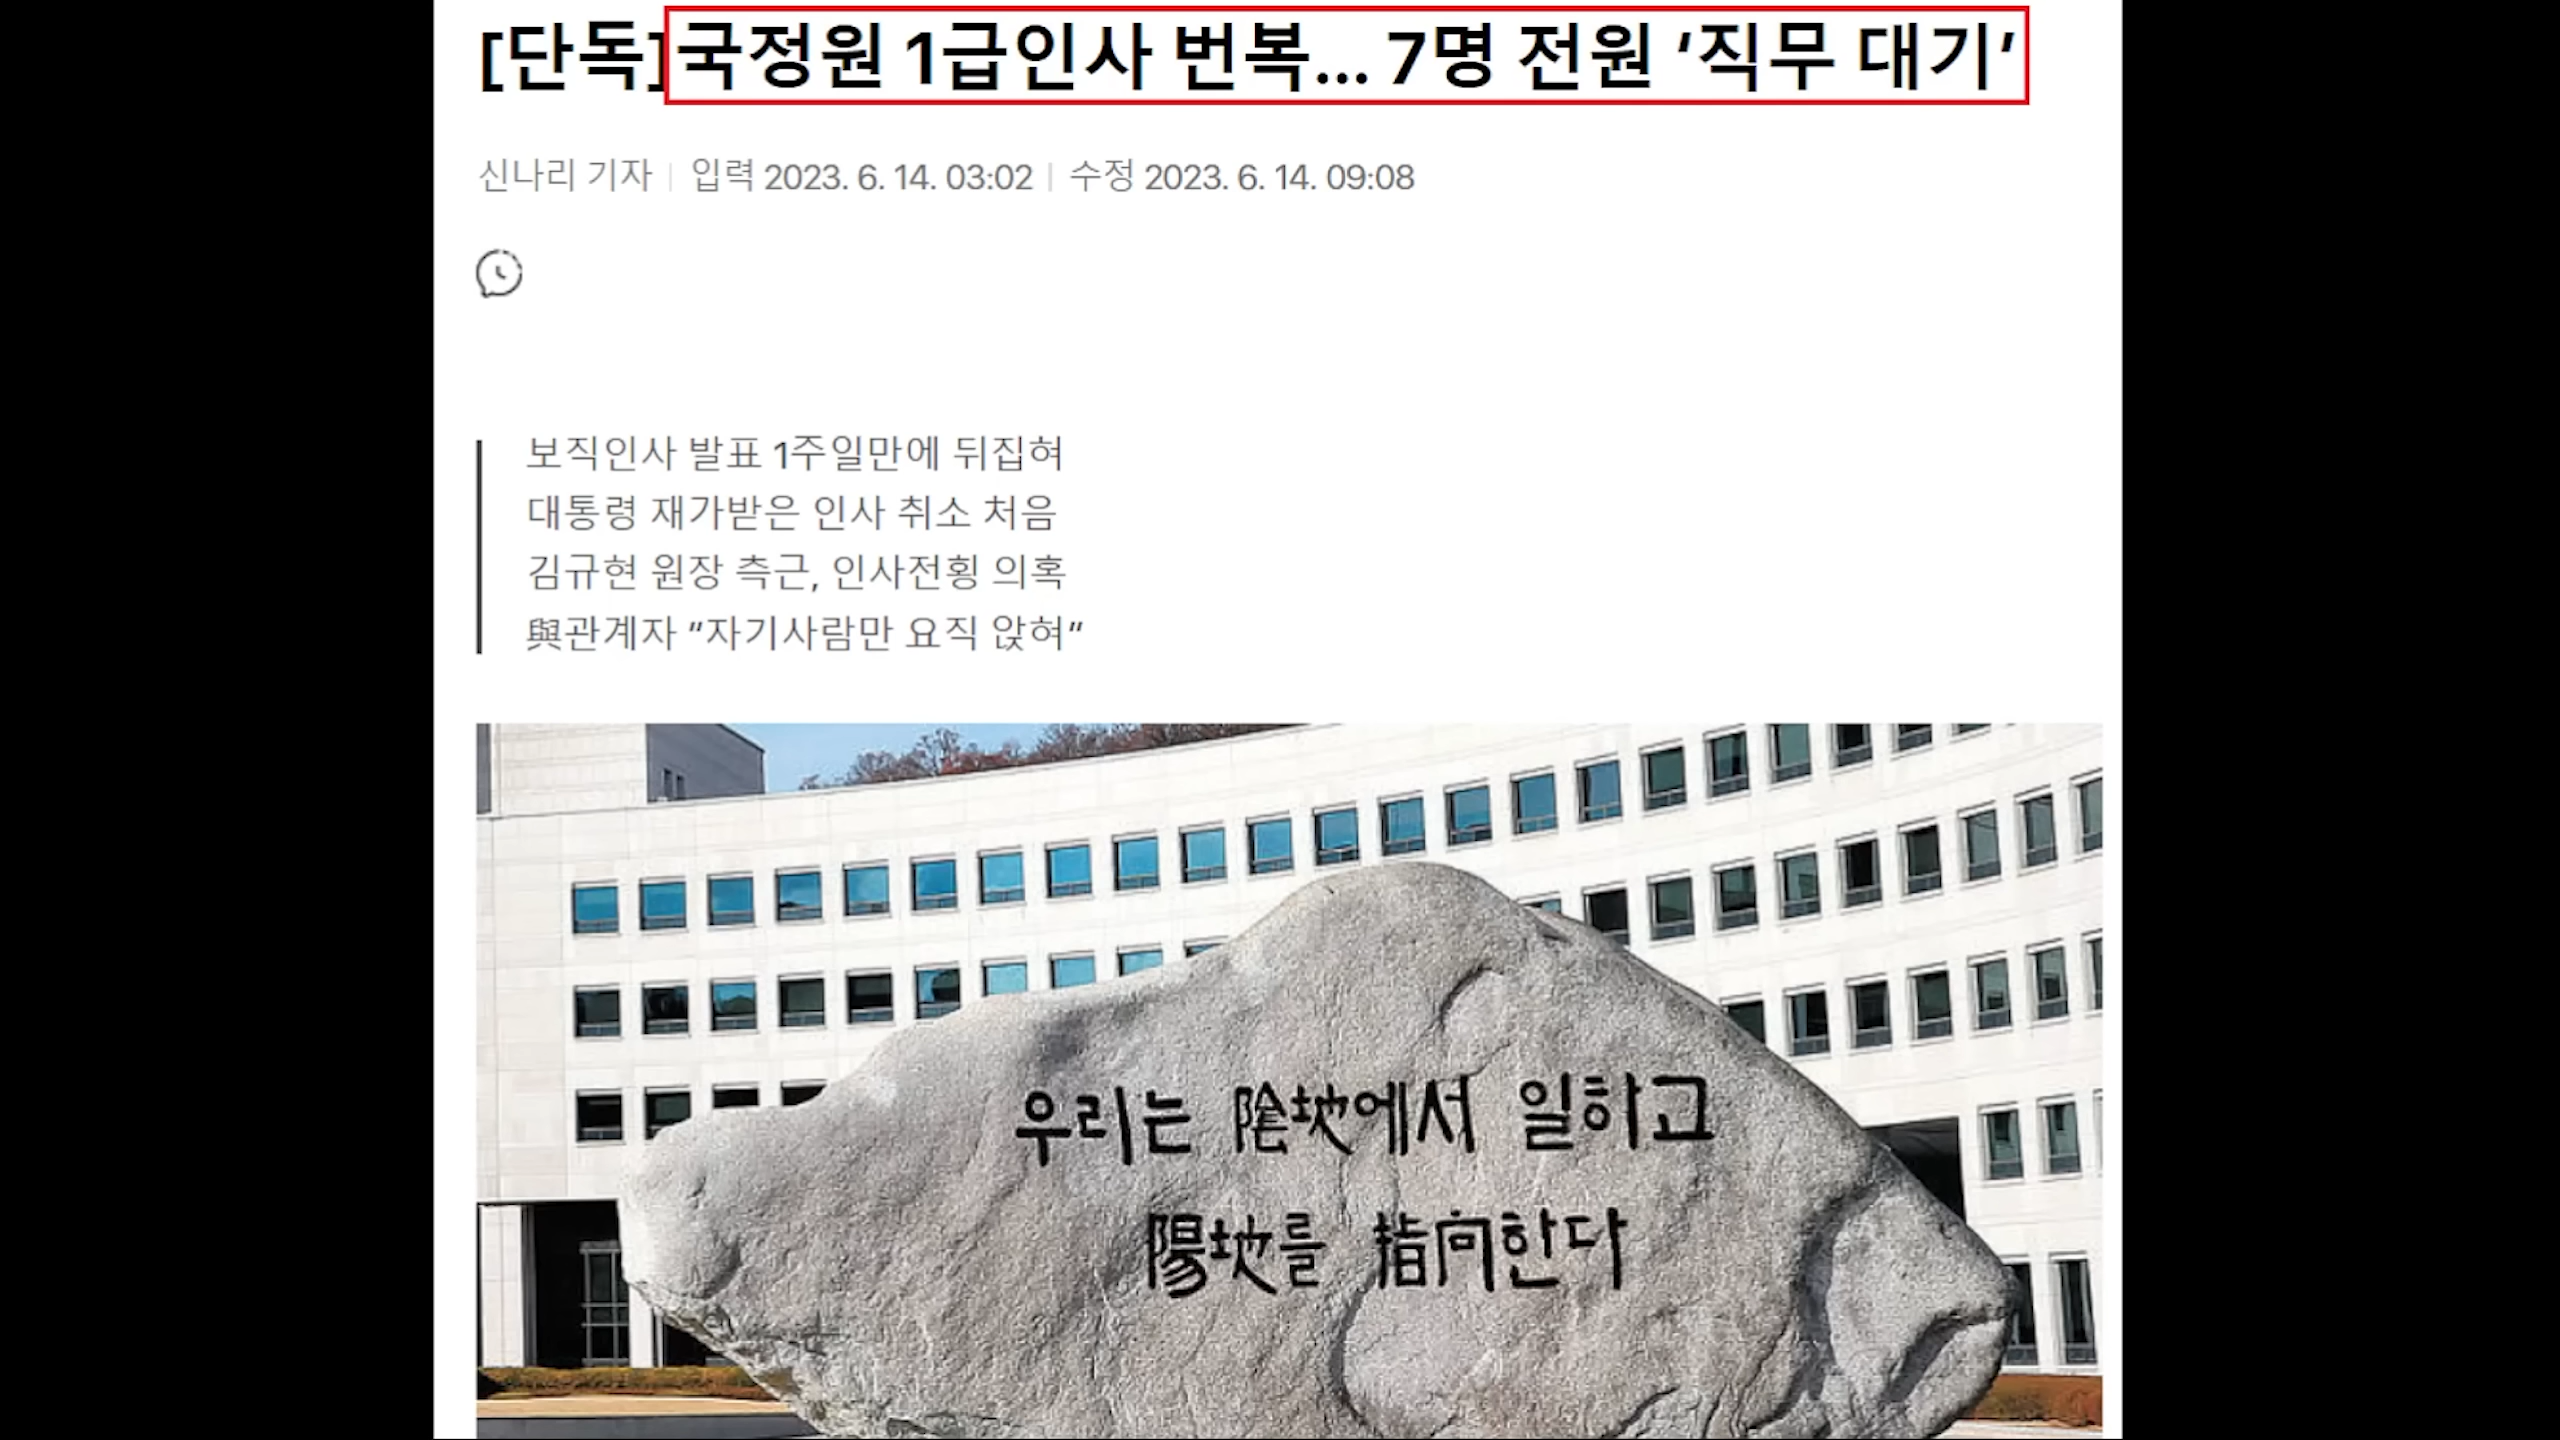 [단독]국정원 1급인사 번복... 7명 전원 ‘직무 대기’
신나리 기자 | 입력 2023. 6. 14. 03:02 | 수정 2023. 6. 14. 09:08
보직인사 발표 1주일만에 뒤집혀
대통령 재가받은 인사 취소 처음
김규현 원장 측근, 인사전횡 의혹
與관계자 “자기사람만 요직 앉혀”
우리는 陰地에서 일하고
陽地를 指向한다